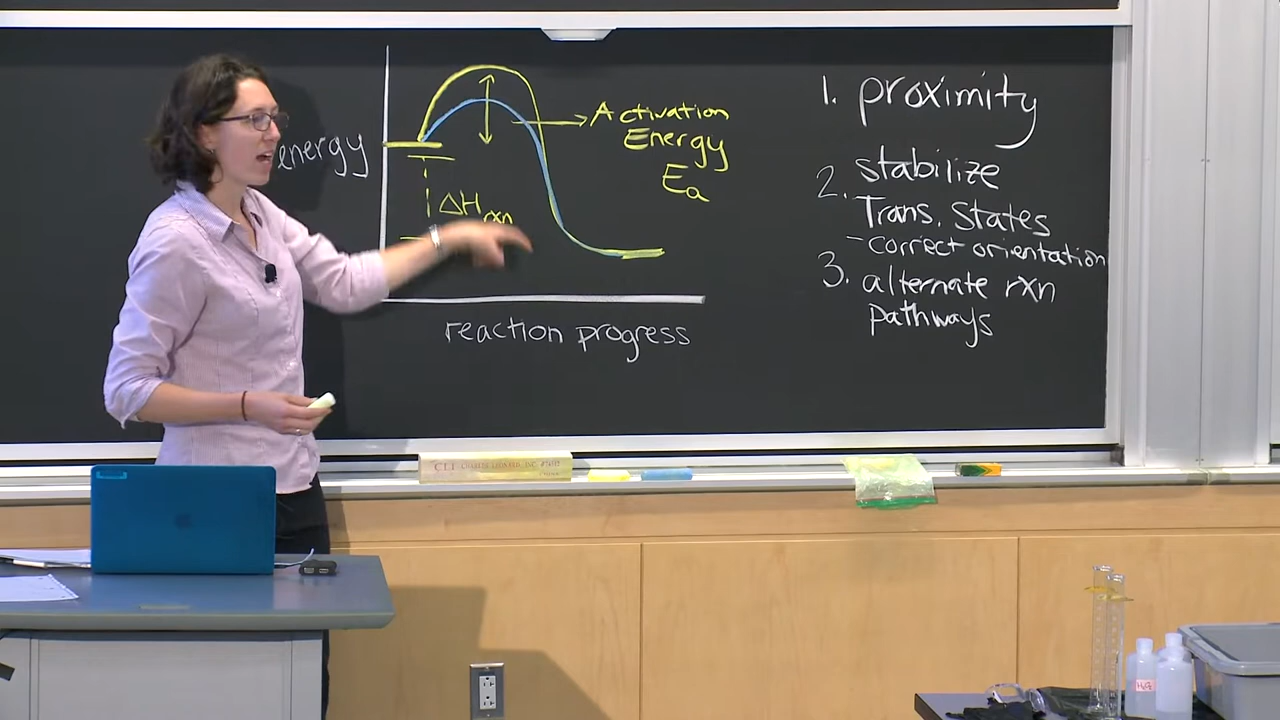 energy
Activation
Energy
Ea
ΔHrxn
reaction progress
1. proximity
2. stabilize
Trans. States
- correct orientation
3. alternate rxn
pathways